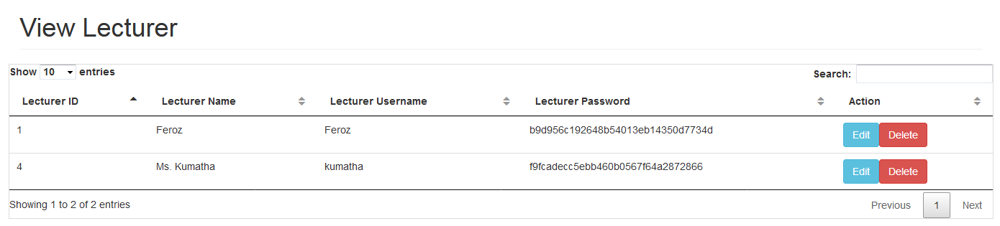 View Lecturer
Show 10 entries
Search:
Lecturer ID Lecturer Name Lecturer Username Lecturer Password Action
1 Feroz Feroz b9d956c192648b54013eb14350d7734d Edit Delete
4 Ms. Kumatha kumatha f9fcadecc5ebb460b0567f64a2872866 Edit Delete
Showing 1 to 2 of 2 entries Previous 1 Next